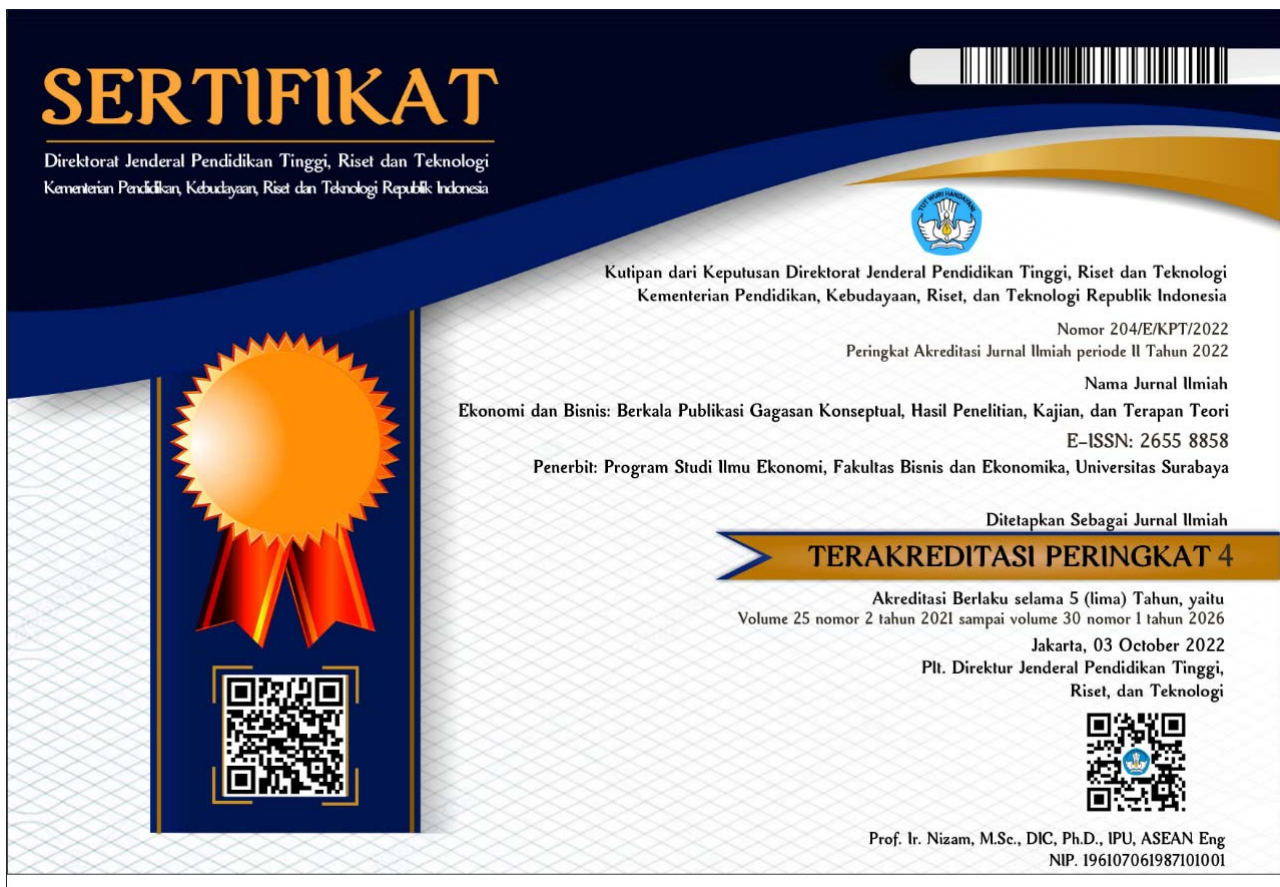 SERTIFIKAT
Direktorat Jenderal Pendidikan Tinggi, Riset dan Teknologi
Kementerian Pendidikan, Kebudayaan, Riset dan Teknologi Republik Indonesia
TUT WURI HANDAYANI
Kutipan dari Keputusan Direktorat Jenderal Pendidikan Tinggi, Riset dan Teknologi
Kementerian Pendidikan, Kebudayaan, Riset, dan Teknologi Republik Indonesia
Nomor 204/E/KPT/2022
Peringkat Akreditasi Jurnal Ilmiah periode II Tahun 2022
Nama Jurnal Ilmiah
Ekonomi dan Bisnis: Berkala Publikasi Gagasan Konseptual, Hasil Penelitian, Kajian, dan Terapan Teori
E-ISSN: 2655 8858
Penerbit: Program Studi Ilmu Ekonomi, Fakultas Bisnis dan Ekonomika, Universitas Surabaya
Ditetapkan Sebagai Jurnal Ilmiah
TERAKREDITASI PERINGKAT 4
Akreditasi Berlaku selama 5 (lima) Tahun, yaitu
Volume 25 nomor 2 tahun 2021 sampai volume 30 nomor 1 tahun 2026
Jakarta, 03 October 2022
Plt. Direktur Jenderal Pendidikan Tinggi,
Riset, dan Teknologi
Prof. Ir. Nizam, M.Sc., DIC, Ph.D., IPU, ASEAN Eng
NIP. 196107061987101001